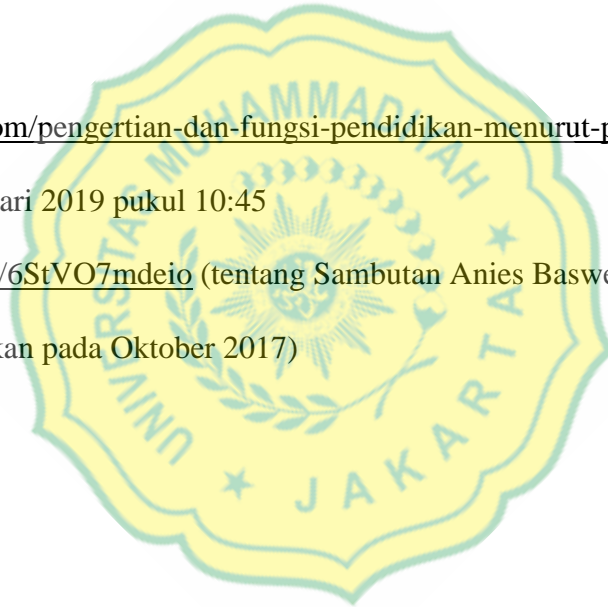 om/pengertian-dan-fungsi-pendidikan-menurut-p
ari 2019 pukul 10:45
/6StVO7mdeio (tentang Sambutan Anies Baswe
kan pada Oktober 2017)
UNIVERSITAS MUHAMMADIYAH
JAKARTA